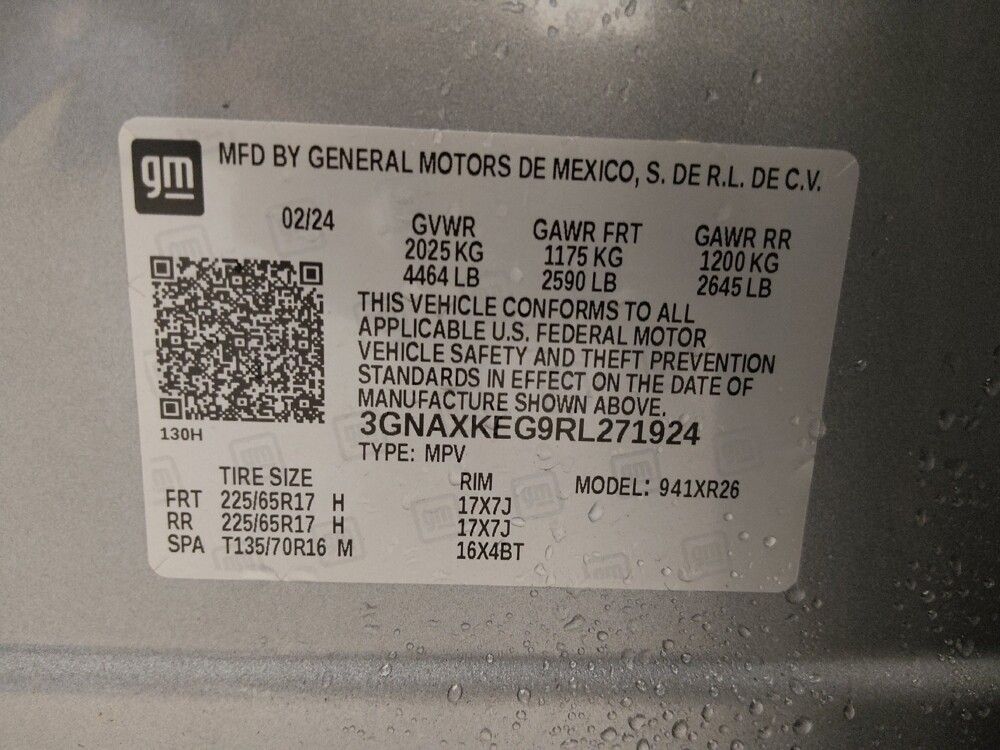 gm
MFD BY GENERAL MOTORS DE MEXICO, S. DE R.L. DE C.V.
02/24 GVWR GAWR FRT GAWR RR
2025 KG 1175 KG 1200 KG
4464 LB 2590 LB 2645 LB
THIS VEHICLE CONFORMS TO ALL
APPLICABLE U.S. FEDERAL MOTOR
VEHICLE SAFETY AND THEFT PREVENTION
STANDARDS IN EFFECT ON THE DATE OF
MANUFACTURE SHOWN ABOVE.
3GNAXKEG9RL271924
130H
TYPE: MPV
TIRE SIZE RIM MODEL: 941XR26
FRT 225/65R17 H 17X7J
RR 225/65R17 H 17X7J
SPA T135/70R16 M 16X4BT